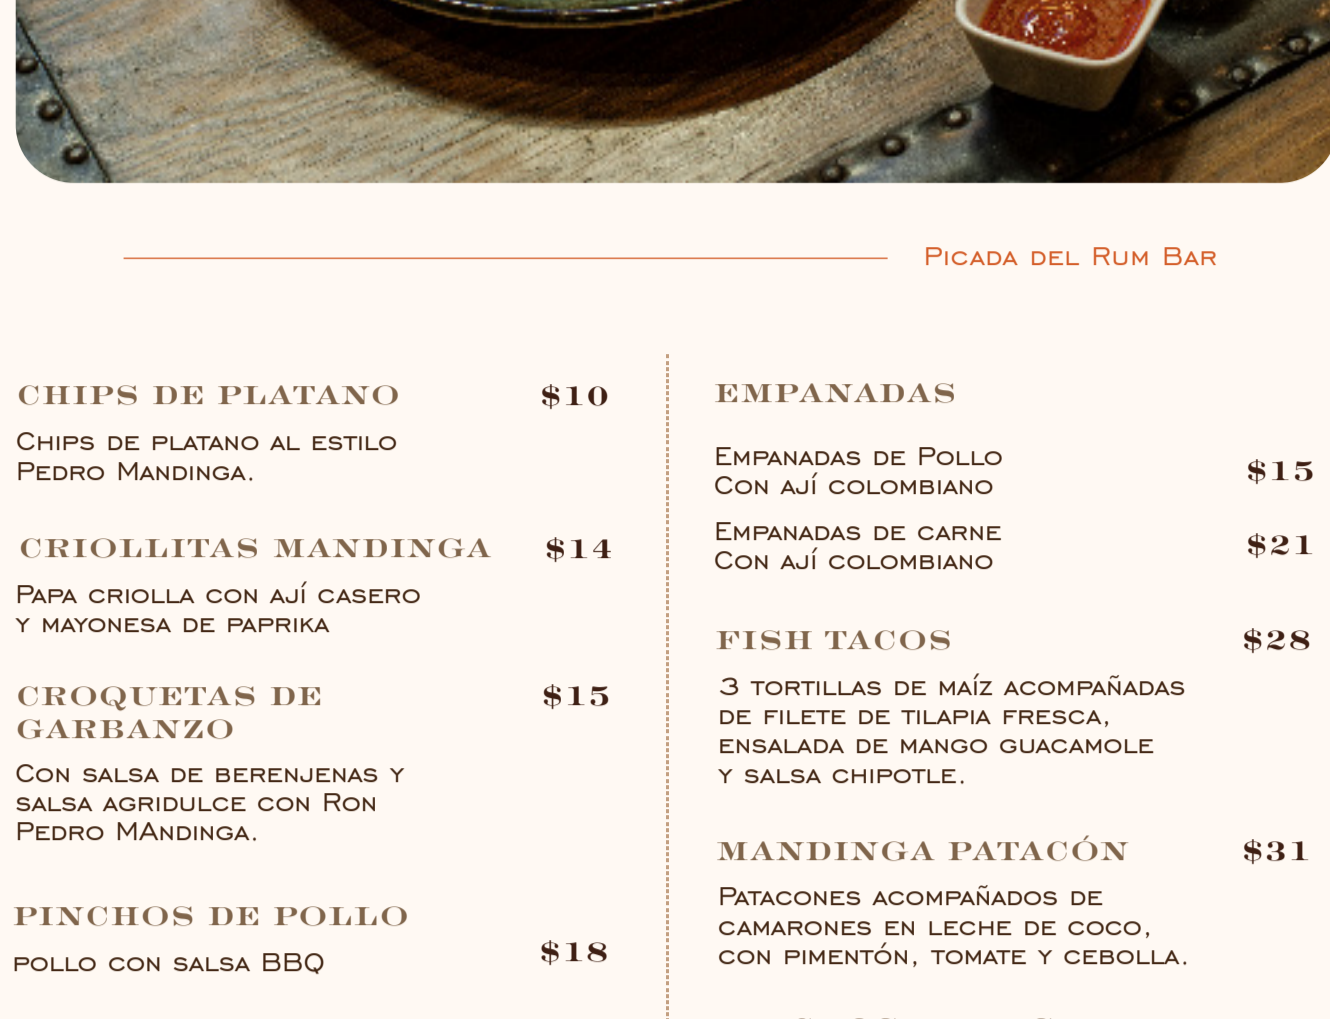 Picada del Rum Bar
CHIPS DE PLATANO $10
Chips de platano al estilo
Pedro Mandinga.
CRIOLLITAS MANDINGA $14
Papa criolla con ají casero
y mayonesa de paprika
CROQUETAS DE $15
GARBANZO
Con salsa de berenjenas y
salsa agridulce con Ron
Pedro MAndinga.
PINCHOS DE POLLO
$18
pollo con salsa BBQ
EMPANADAS
Empanadas de Pollo
Con ají colombiano
$15
Empanadas de carne
Con ají colombiano
$21
FISH TACOS $28
3 tortillas de maíz acompañadas
de filete de tilapia fresca,
ensalada de mango guacamole
y salsa chipotle.
MANDINGA PATACÓN $31
Patacones acompañados de
camarones en leche de coco,
con pimentón, tomate y cebolla.